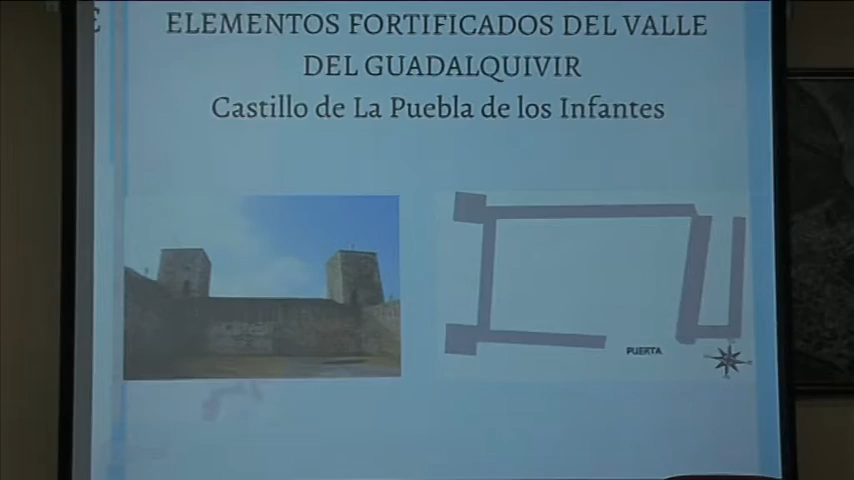 E
ELEMENTOS FORTIFICADOS DEL VALLE
DEL GUADALQUIVIR
Castillo de La Puebla de los Infantes
PUERTA